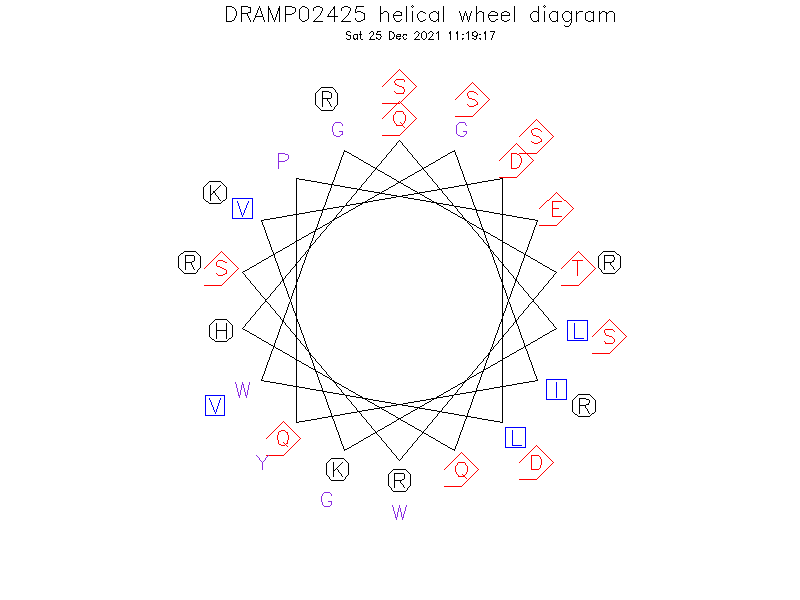 DRAMP02425 helical wheel diagram
Sat 25 Dec 2021 11:19:17
S
R S
Q
G G
S
P D
K
V E
R S T R
H L S
W I
V R
Q L
Y D
K Q
R
G
W